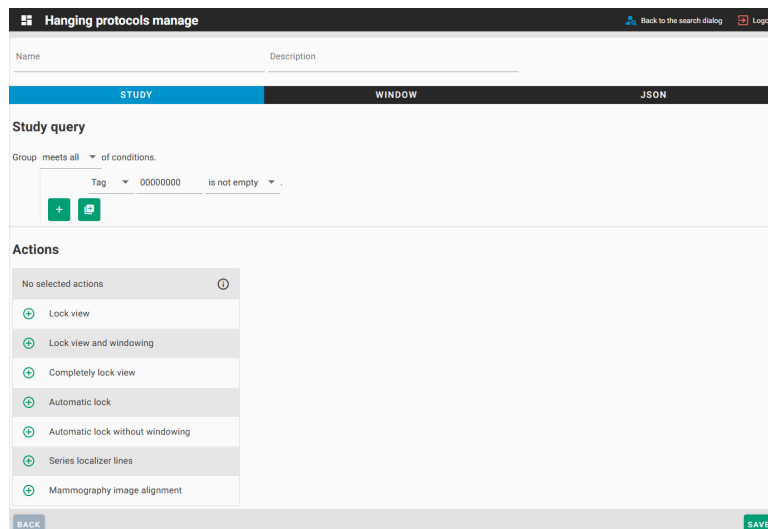 Hanging protocols manage
Back to the search dialog
Name
Description
STUDY
WINDOW
JSON
Study query
Group meets all of conditions.
Tag 00000000 is not empty .
+
Actions
No selected actions
Lock view
Lock view and windowing
Completely lock view
Automatic lock
Automatic lock without windowing
Series localizer lines
Mammography image alignment
BACK
SAVE